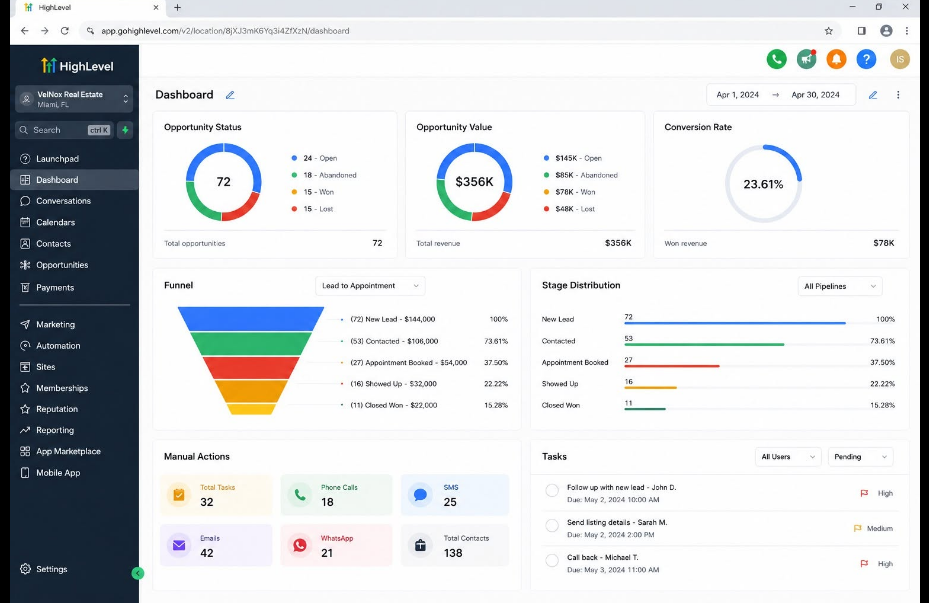 HighLevel
app.gohighlevel.com/v2/location/8jXJ3mK6Yq3i4ZfXzN/dashboard
HighLevel
IS
VelNox Real Estate
Miami, FL
Search ctrl K
Launchpad
Dashboard
Conversations
Calendars
Contacts
Opportunities
Payments
Marketing
Automation
Sites
Memberships
Reputation
Reporting
App Marketplace
Mobile App
Settings
Dashboard
Apr 1, 2024 → Apr 30, 2024
Opportunity Status
72
24 - Open
18 - Abandoned
15 - Won
15 - Lost
Total opportunities 72
Opportunity Value
$356K
$145K - Open
$85K - Abandoned
$78K - Won
$48K - Lost
Total revenue $356K
Conversion Rate
23.61%
Won revenue $78K
Funnel
Lead to Appointment
(72) New Lead - $144,000 100%
(53) Contacted - $106,000 73.61%
(27) Appointment Booked - $54,000 37.50%
(16) Showed Up - $32,000 22.22%
(11) Closed Won - $22,000 15.28%
Stage Distribution
All Pipelines
New Lead 72 100%
Contacted 53 73.61%
Appointment Booked 27 37.50%
Showed Up 16 22.22%
Closed Won 11 15.28%
Manual Actions
Total Tasks
32
Phone Calls
18
SMS
25
Emails
42
WhatsApp
21
Total Contacts
138
Tasks
All Users
Pending
Follow up with new lead - John D.
Due: May 2, 2024 10:00 AM
High
Send listing details - Sarah M.
Due: May 2, 2024 2:00 PM
Medium
Call back - Michael T.
Due: May 3, 2024 11:00 AM
High